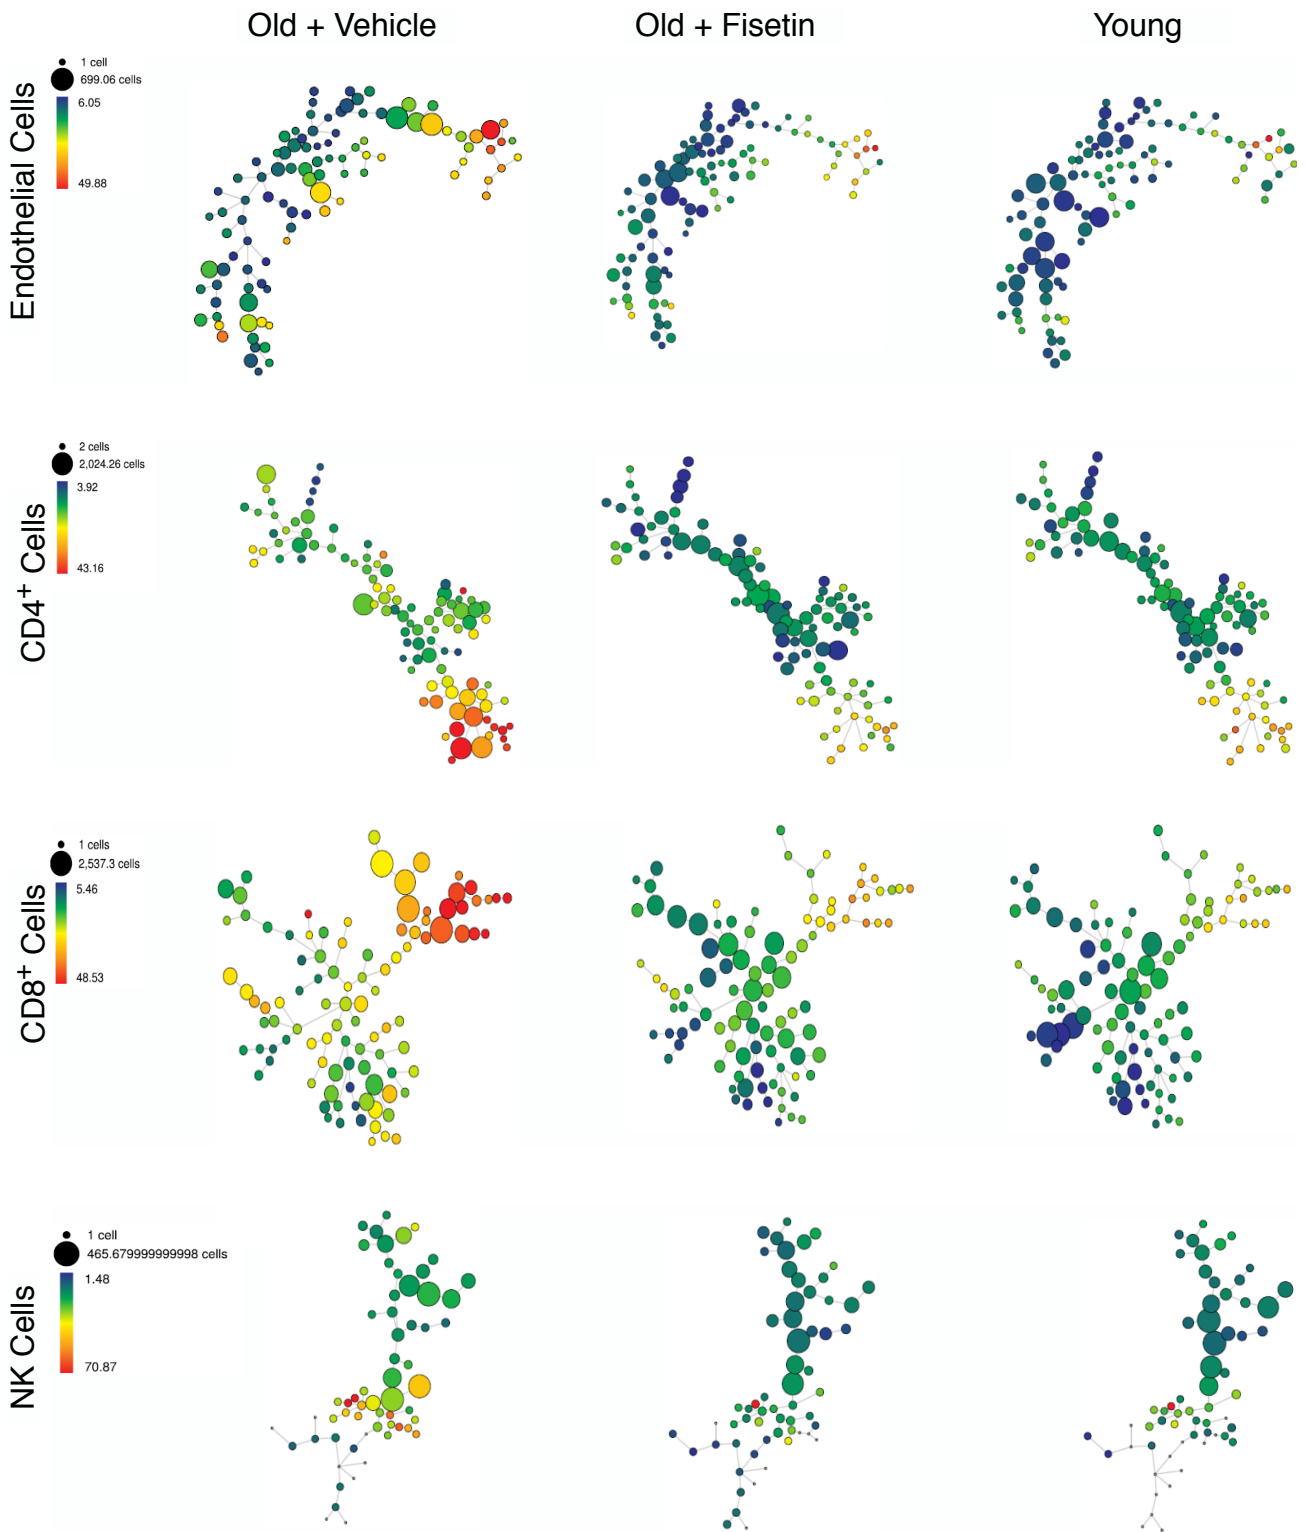 Old + Vehicle
Old + Fisetin
Young
Endothelial Cells
1 cell
699.06 cells
6.05
49.88
CD4+ Cells
2 cells
2,024.26 cells
3.92
43.16
CD8+ Cells
1 cells
2,537.3 cells
5.46
48.53
NK Cells
1 cell
465.679999999998 cells
1.48
70.87